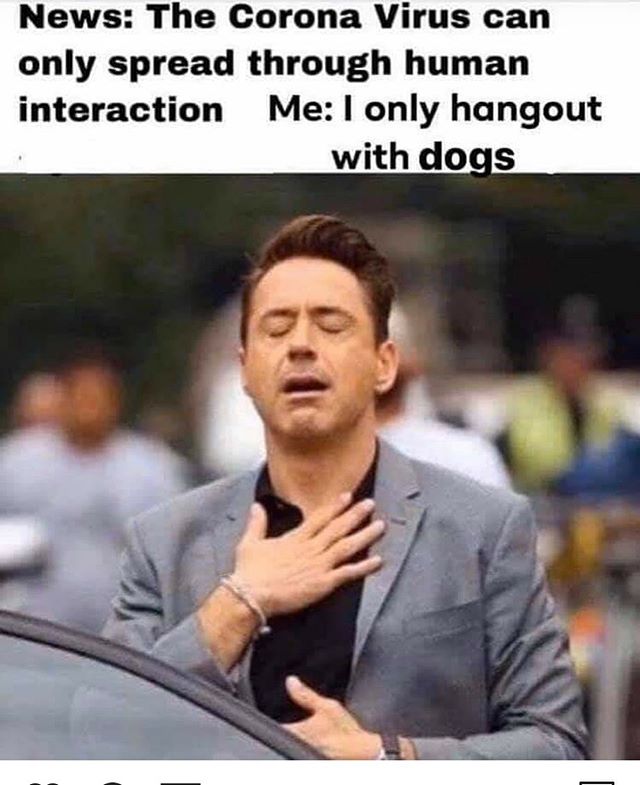 News: The Corona Virus can
only spread through human
interaction Me: I only hangout
with dogs